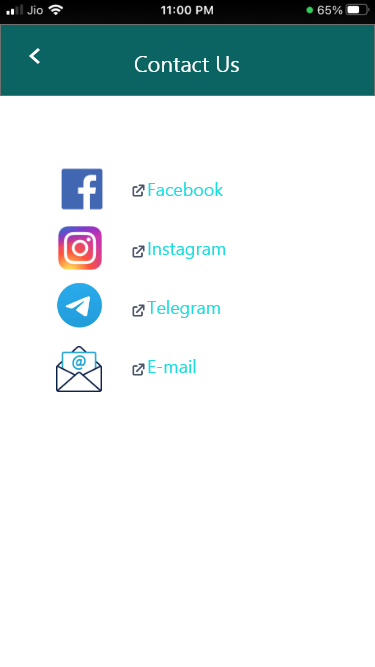 Jio 11:00 PM 65%
Contact Us
Facebook
Instagram
Telegram
@ E-mail